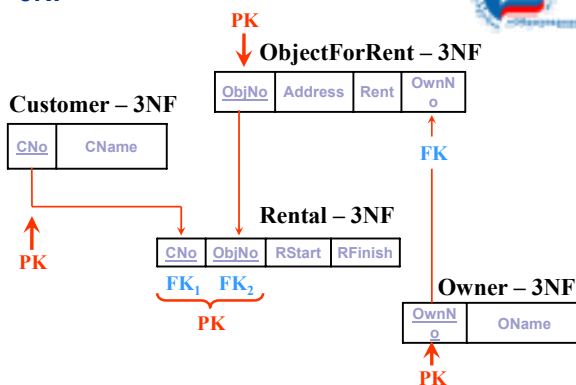 PK
ObjectForRent – 3NF
ObjNo Address Rent OwnN
o
Customer – 3NF
CNo CName
FK
PK
Rental – 3NF
CNo ObjNo RStart RFinish
FK1 FK2
PK
Owner – 3NF
OwnN
o OName
PK